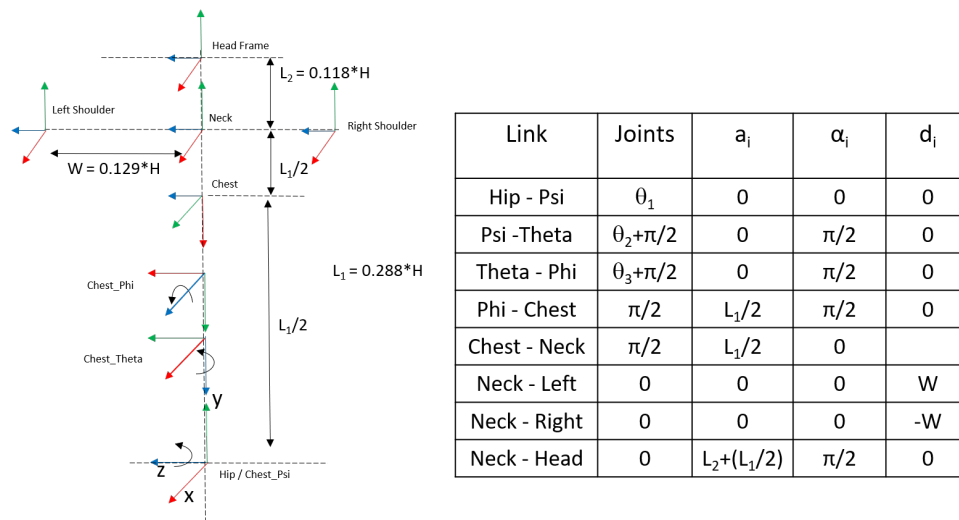 Head Frame
L2 = 0.118*H
Left Shoulder
Neck
Right Shoulder
W = 0.129*H
L1/2
Chest
L1 = 0.288*H
Chest_Phi
L1/2
Chest_Theta
y
z
Hip / Chest_Psi
x
Link Joints ai αi di
Hip - Psi θ1 0 0 0
Psi -Theta θ2+π/2 0 π/2 0
Theta - Phi θ3+π/2 0 π/2 0
Phi - Chest π/2 L1/2 π/2 0
Chest - Neck π/2 L1/2 0
Neck - Left 0 0 0 W
Neck - Right 0 0 0 -W
Neck - Head 0 L2+(L1/2) π/2 0